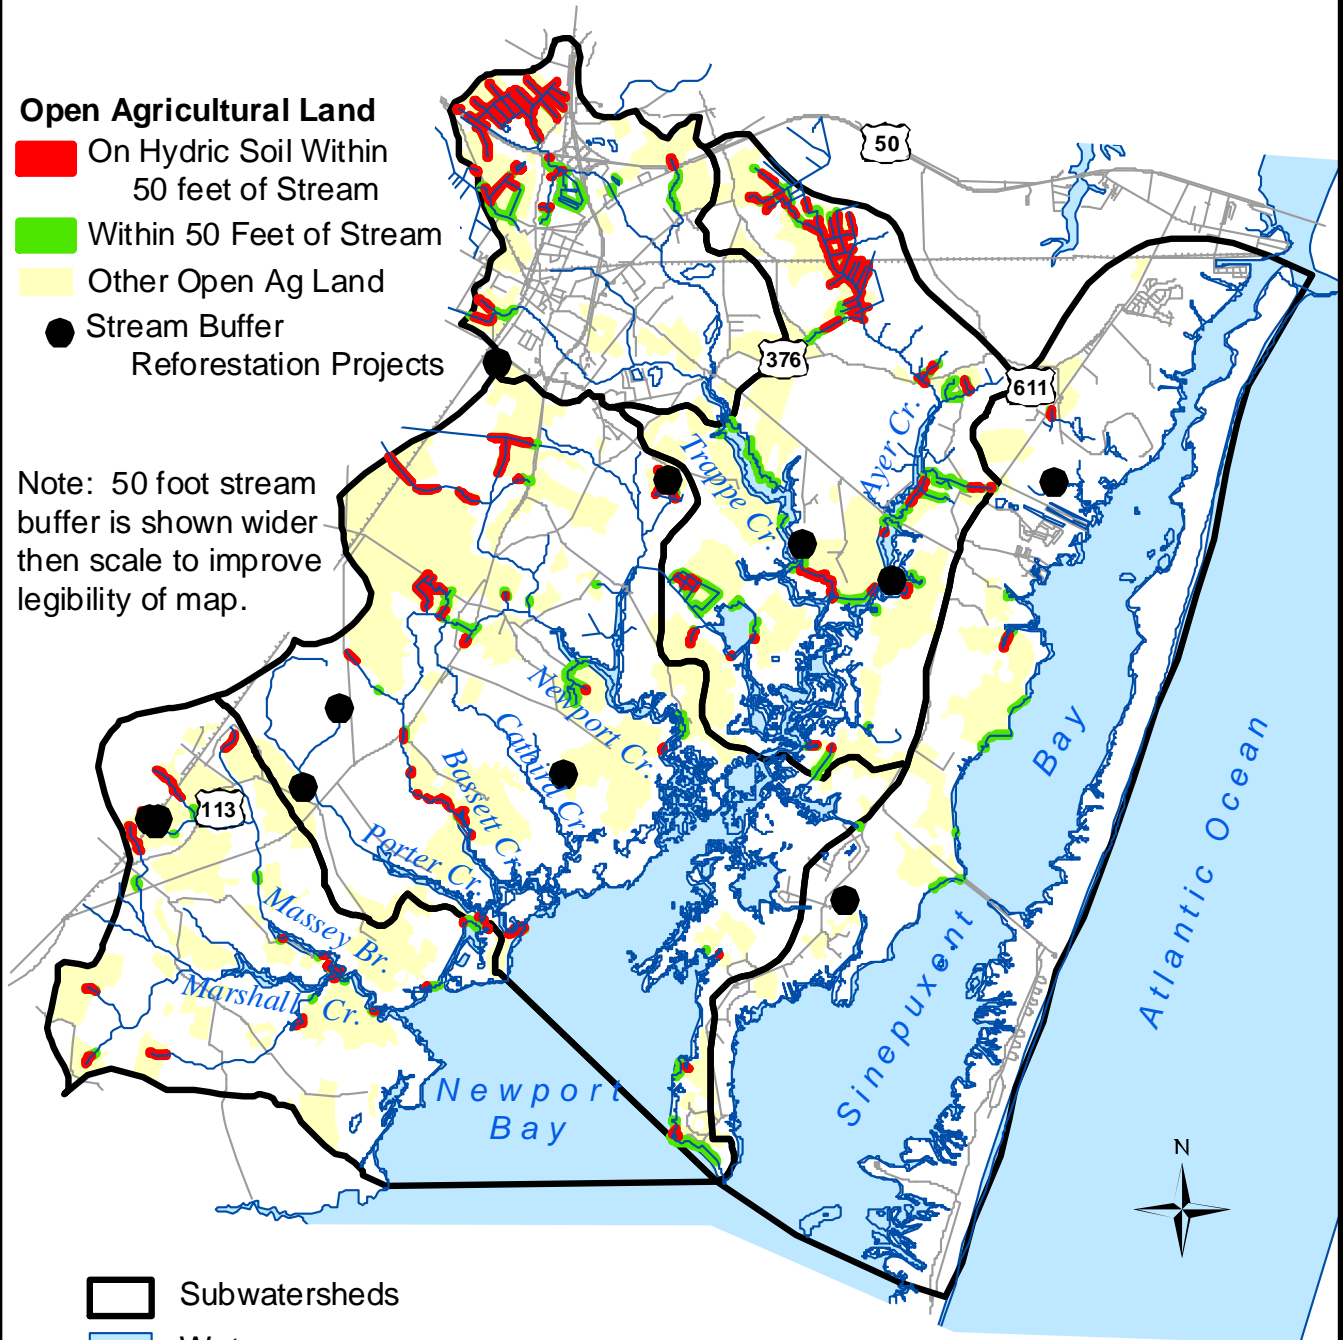 Open Agricultural Land
On Hydric Soil Within
50 feet of Stream
Within 50 Feet of Stream
Other Open Ag Land
Stream Buffer
Reforestation Projects
Note: 50 foot stream
buffer is shown wider
then scale to improve
legibility of map.
50
376
611
113
Trappe Cr.
Ayer Cr.
Newport Cr.
Catbird Cr.
Bassett Cr.
Porter Cr.
Massey Br.
Marshall Cr.
Newport
Bay
Sinepuxent
Bay
Atlantic Ocean
N
Subwatersheds